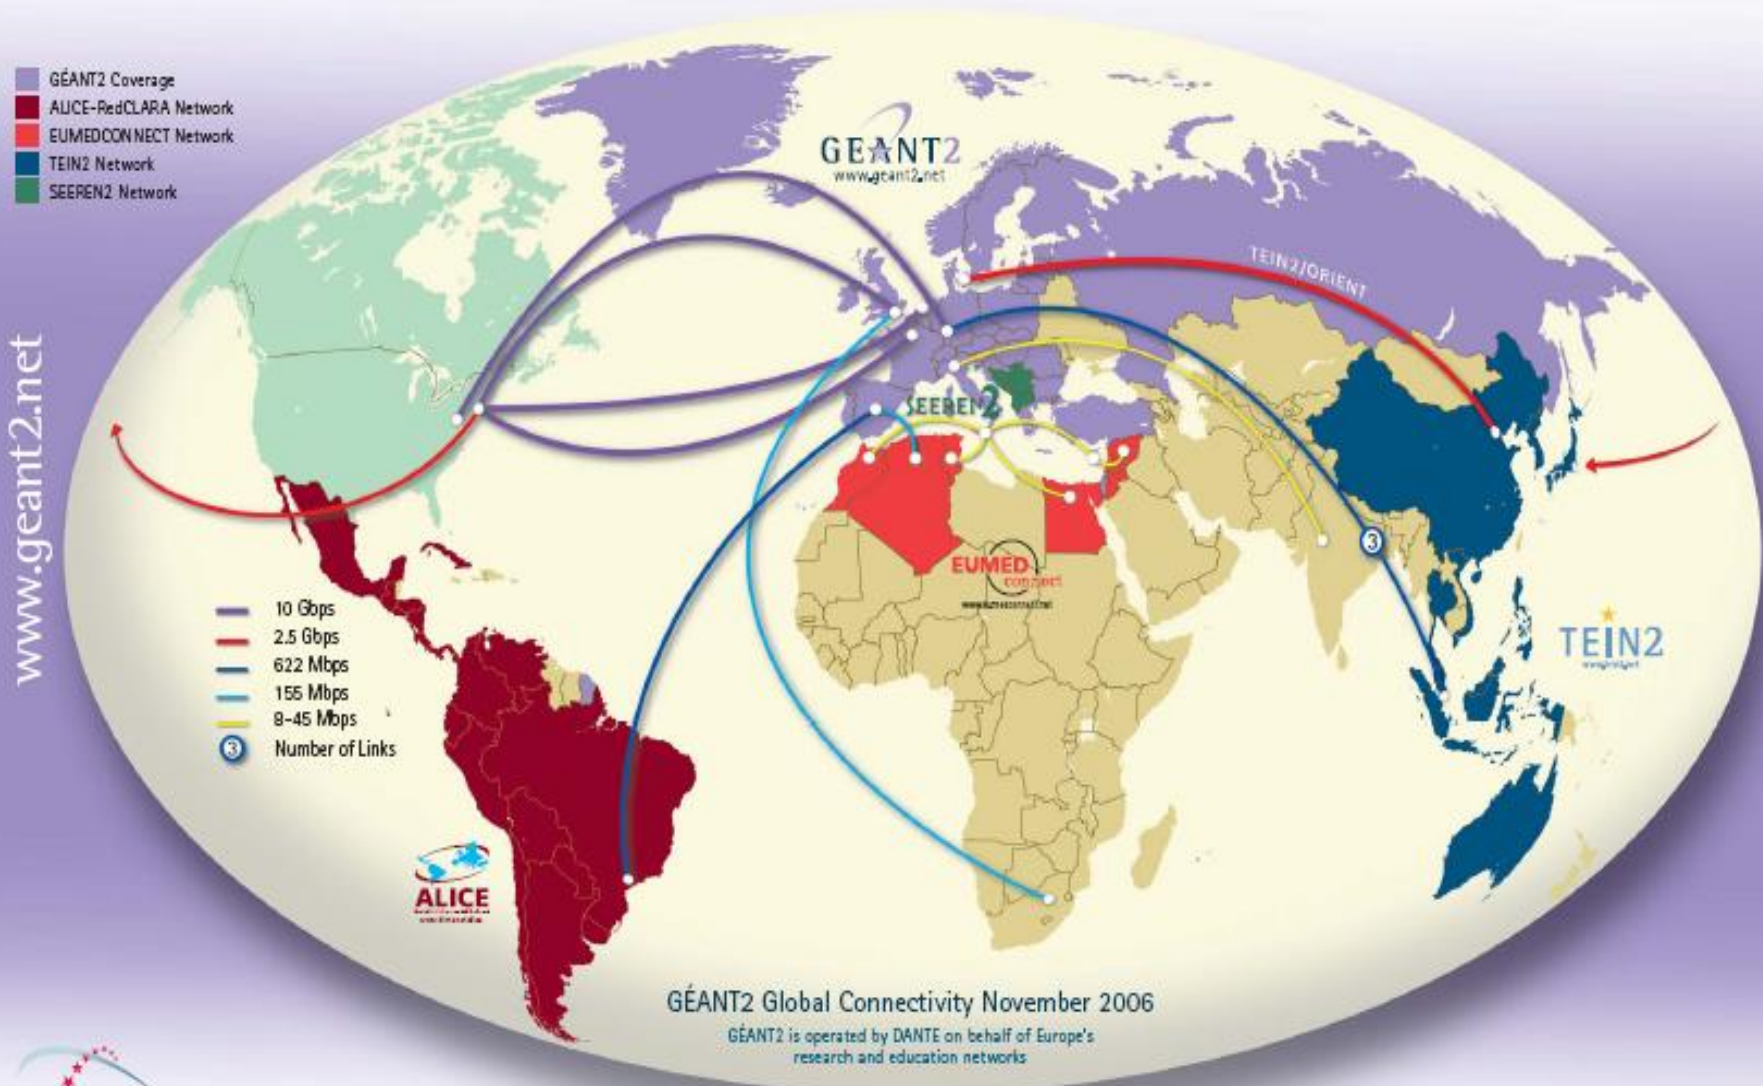 www.geant2.net
GÉANT2 Coverage
ALICE-RedCLARA Network
EUMEDCONNECT Network
TEIN2 Network
SEEREN2 Network
GEANT2
www.geant2.net
TEIN2/ORIENT
SEEREN2
EUMED
connect
3
TEIN2
10 Gbps
2.5 Gbps
622 Mbps
155 Mbps
8-45 Mbps
3 Number of Links
ALICE
GÉANT2 Global Connectivity November 2006
GÉANT2 is operated by DANTE on behalf of Europe's
research and education networks